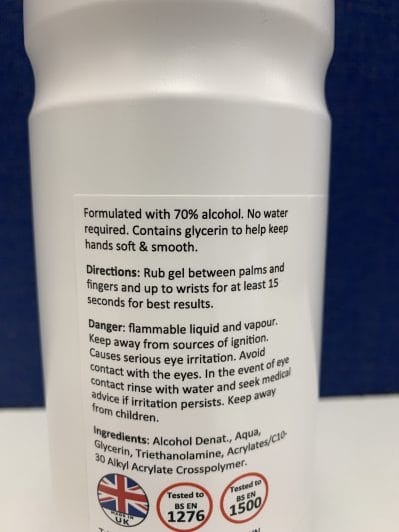 Formulated with 70% alcohol. No water
required. Contains glycerin to help keep
hands soft & smooth.
Directions: Rub gel between palms and
fingers and up to wrists for at least 15
seconds for best results.
Danger: flammable liquid and vapour.
Keep away from sources of ignition.
Causes serious eye irritation. Avoid
contact with the eyes. In the event of eye
contact rinse with water and seek medical
advice if irritation persists. Keep away
from children.
Ingredients: Alcohol Denat., Aqua,
Glycerin, Triethanolamine, Acrylates/C10-
30 Alkyl Acrylate Crosspolymer.
MADE IN
UK
Tested to
BS EN
1276
Tested to
BS EN
1500